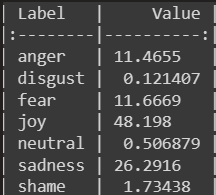 | Label | Value |
|:--------|----------:|
| anger | 11.4655
| disgust | 0.121407
| fear | 11.6669
| joy | 48.198
| neutral | 0.506879
| sadness | 26.2916
| shame | 1.73438